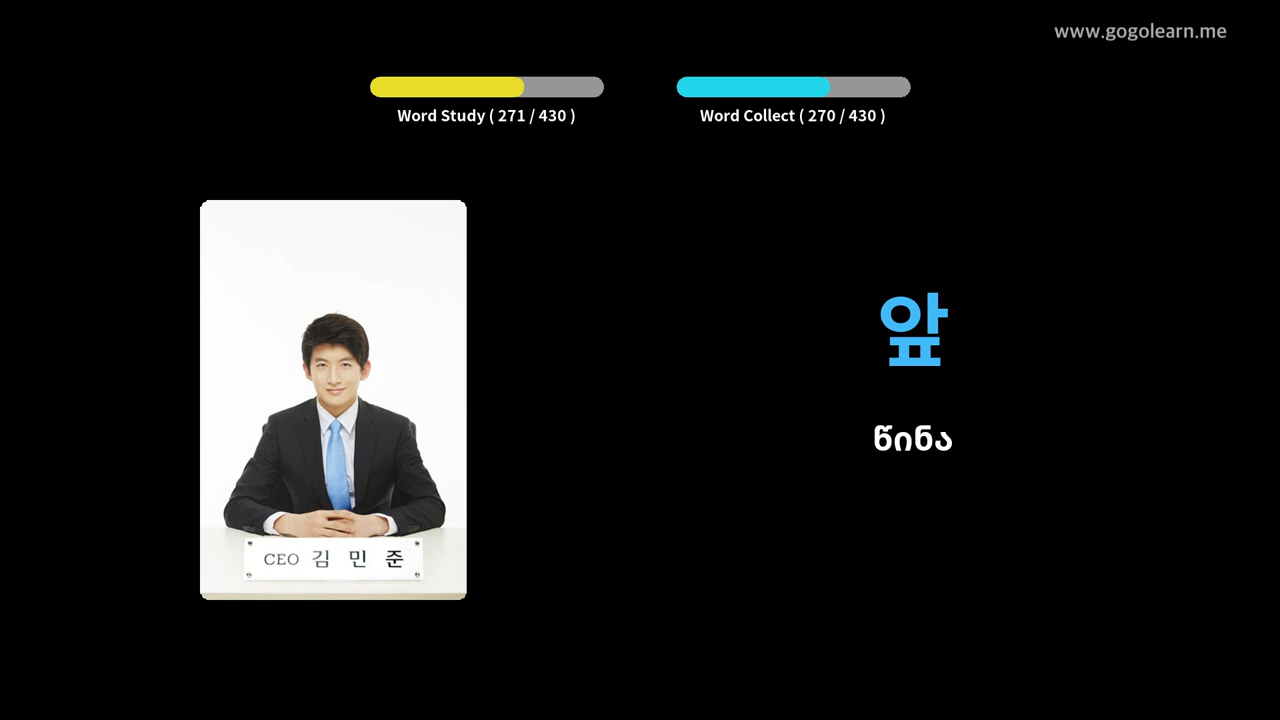 www.gogolearn.me
Word Study ( 271 / 430 )
Word Collect ( 270 / 430 )
앞
წინა
CEO 김 민 준